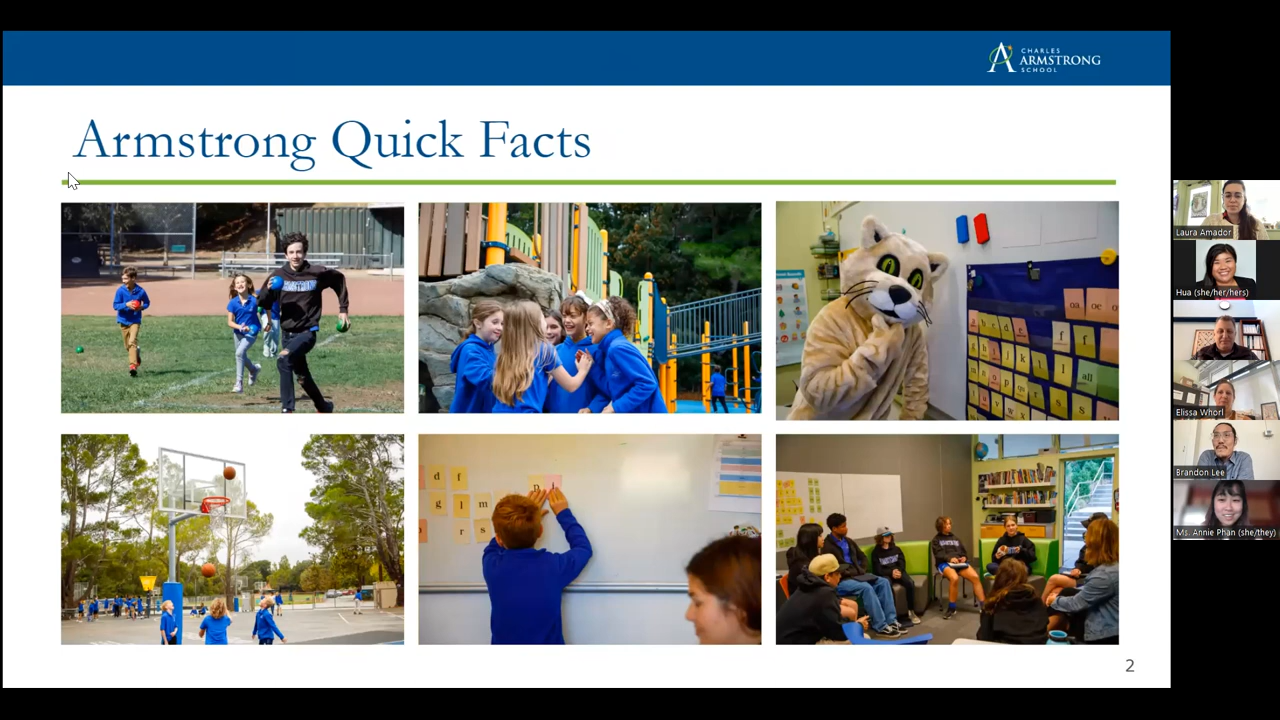 CHARLES
ARMSTRONG
SCHOOL
Armstrong Quick Facts
oa oe o
d f
g l m
r s
all
2
Laura Amador
Hua (she/her/hers)
Elissa Whorl
Brandon Lee
Ms. Annie Phan (she/they)